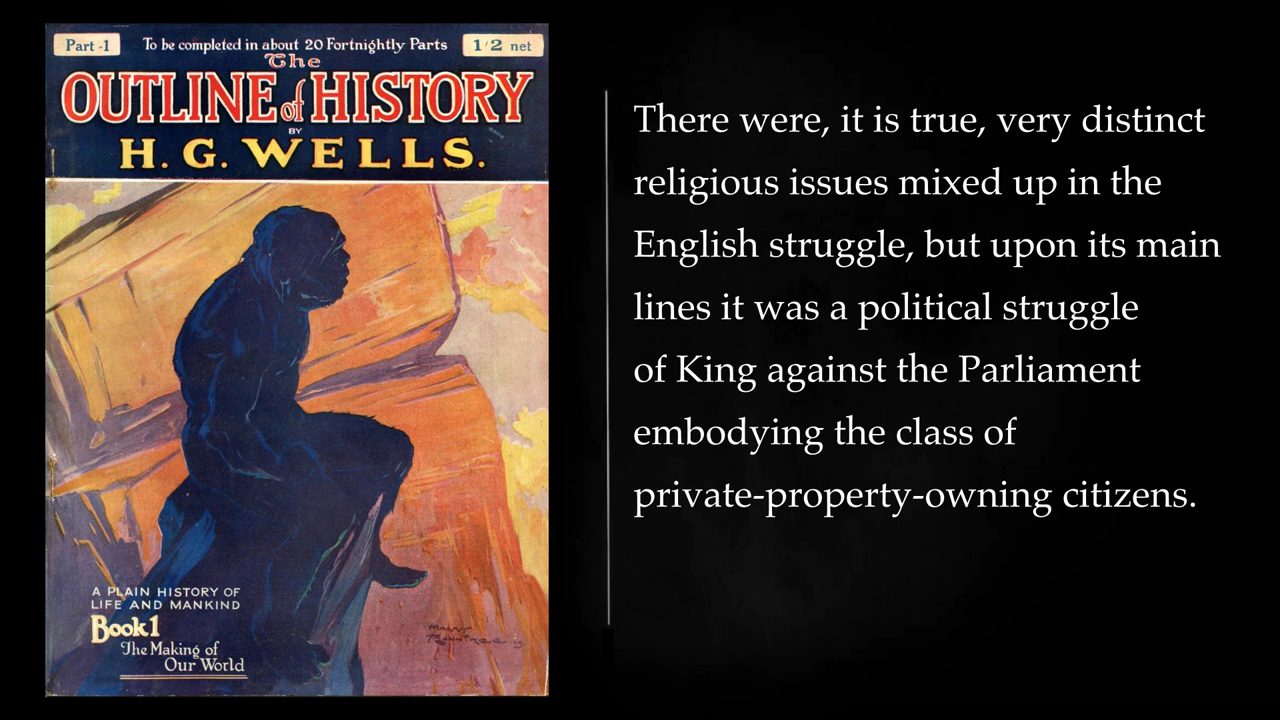 Part -1
To be completed in about 20 Fortnightly Parts
1/2 net
The
OUTLINE of HISTORY
BY
H. G. WELLS.
A PLAIN HISTORY OF
LIFE AND MANKIND
Book 1
The Making of
Our World
There were, it is true, very distinct
religious issues mixed up in the
English struggle, but upon its main
lines it was a political struggle
of King against the Parliament
embodying the class of
private-property-owning citizens.